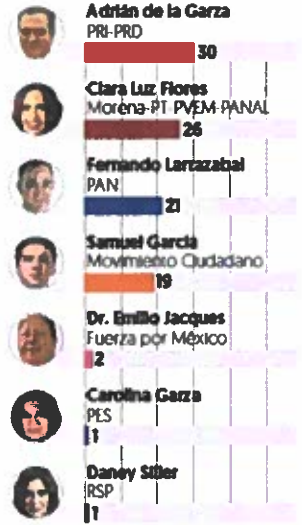 Adrián de la Garza
PRI-PRD
30
Clara Luz Flores
Morena-PT-PVEM-PANAL
26
Fernando Larrazabal
PAN
21
Samuel García
Movimiento Ciudadano
19
Dr. Emilio Jacques
Fuerza por México
2
Carolina Garza
PES
1
Daney Siller
RSP
1